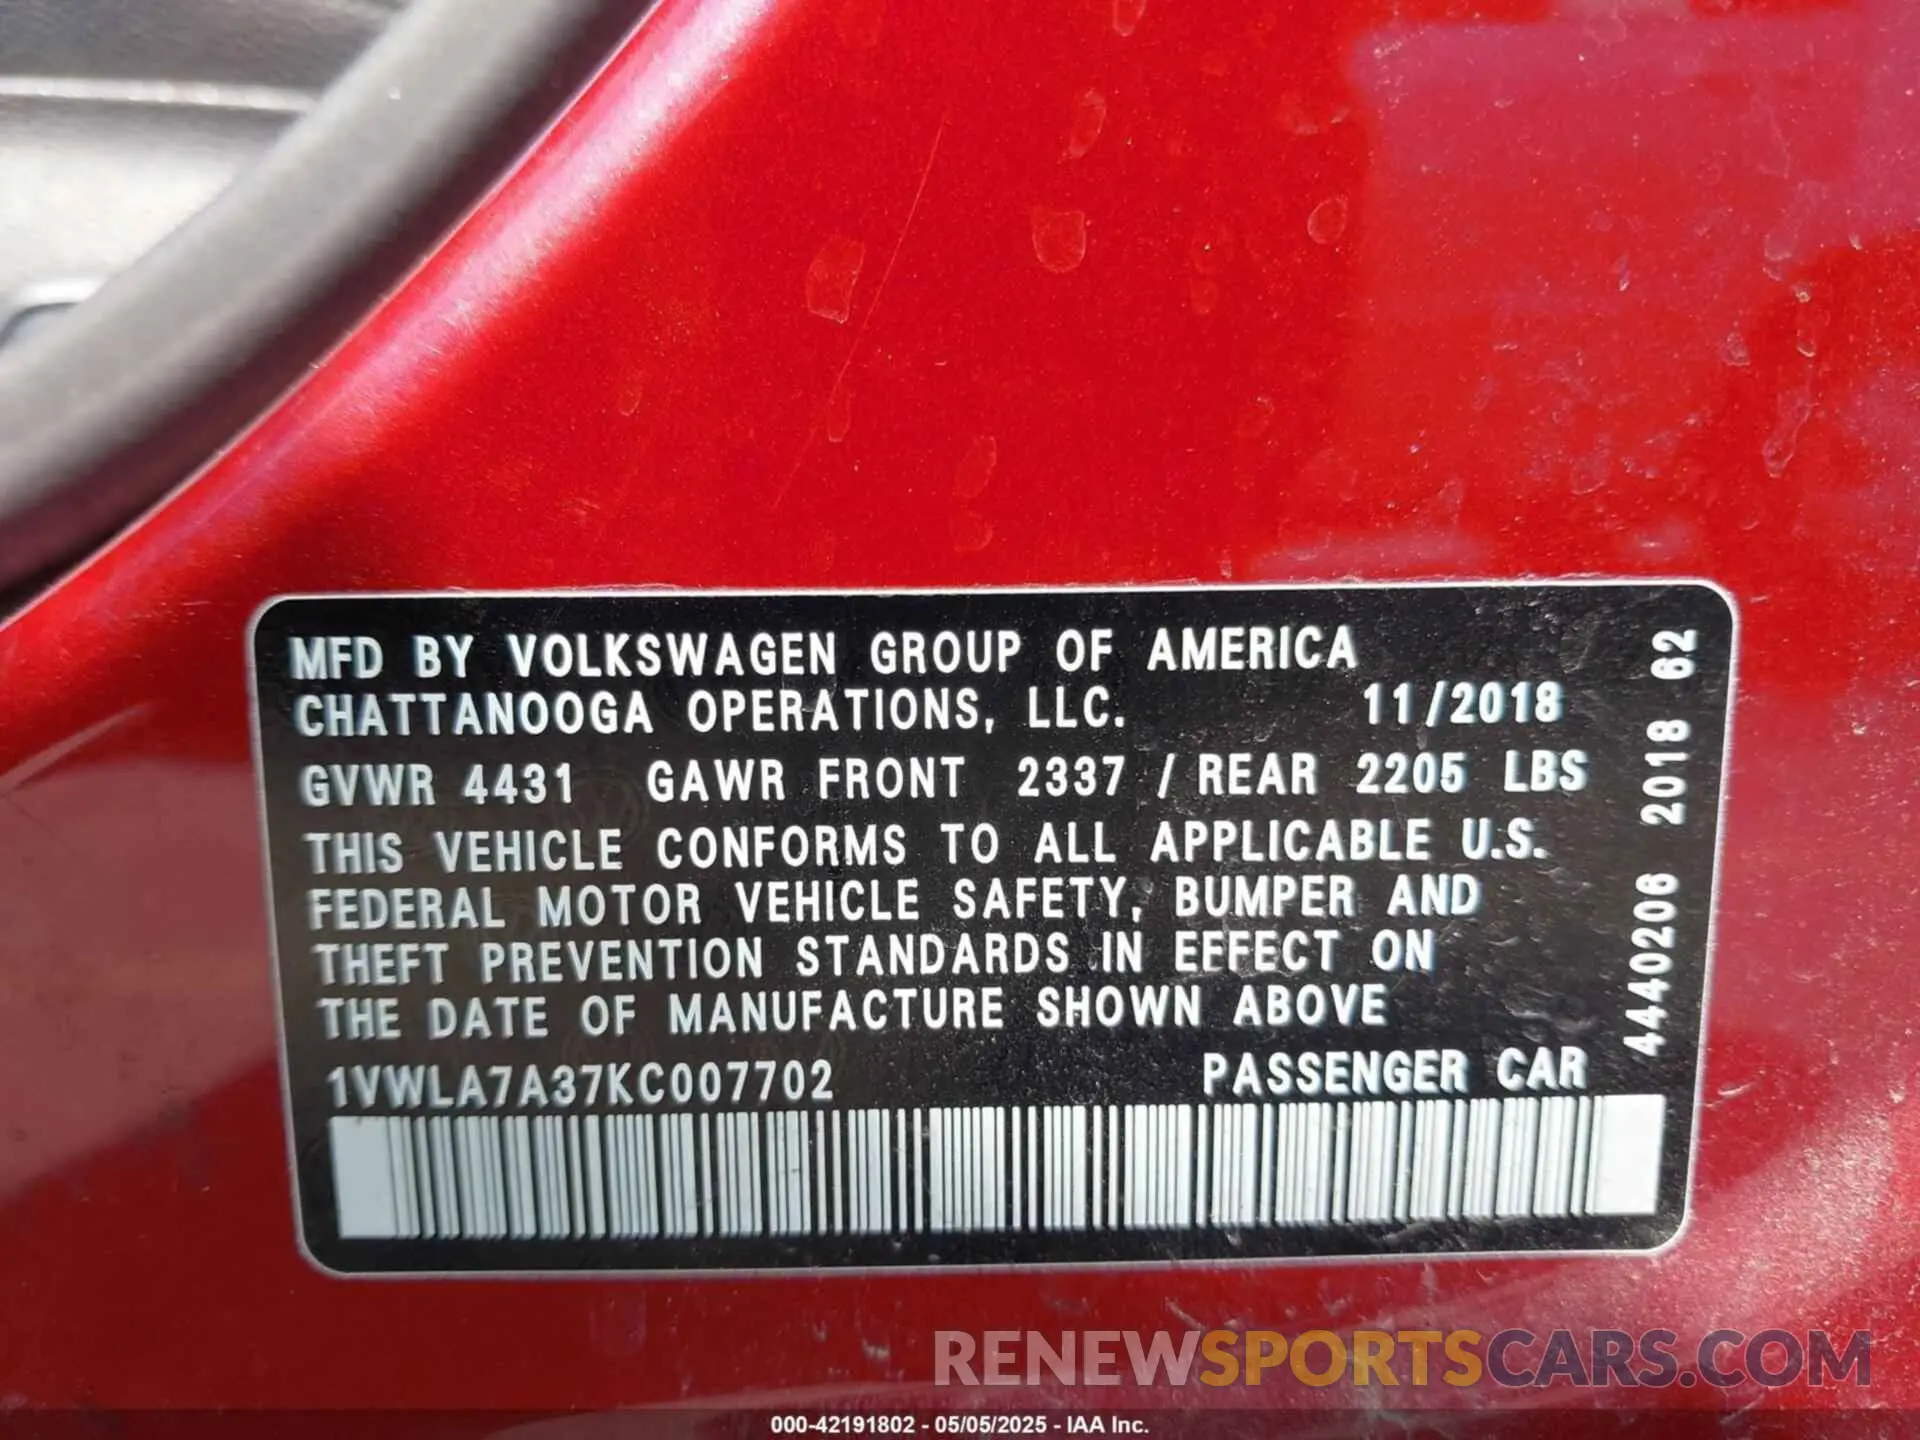 MFD BY VOLKSWAGEN GROUP OF AMERICA
CHATTANOOGA OPERATIONS, LLC. 11/2018
GVWR 4431 GAWR FRONT 2337 / REAR 2205 LBS
THIS VEHICLE CONFORMS TO ALL APPLICABLE U.S.
FEDERAL MOTOR VEHICLE SAFETY, BUMPER AND
THEFT PREVENTION STANDARDS IN EFFECT ON
THE DATE OF MANUFACTURE SHOWN ABOVE
1VWLA7A37KC007702 PASSENGER CAR
4440206 2018 62
RENEWSPORTSCARS.COM
000-42191802 - 05/05/2025 - IAA Inc.